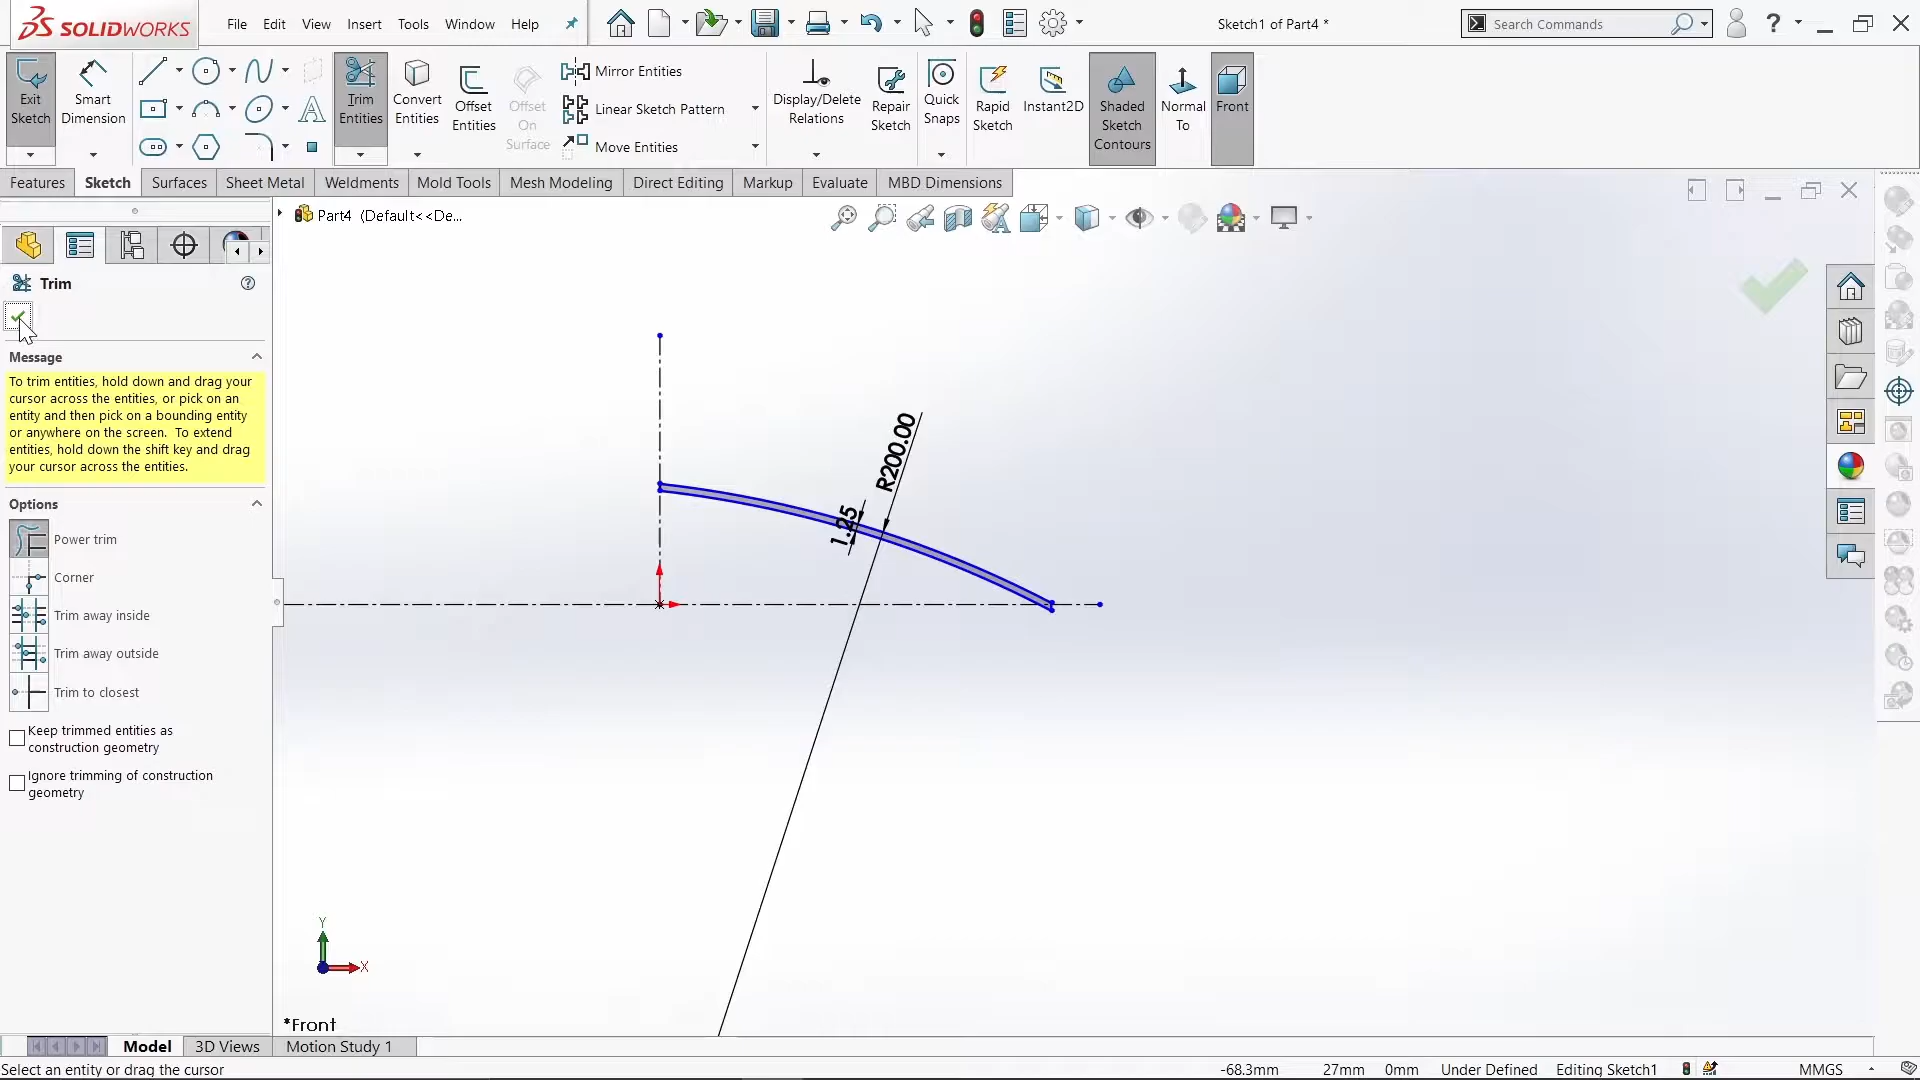 SOLIDWORKS
File Edit View Insert Tools Window Help
Sketch1 of Part4 *
Search Commands
?
Exit Sketch
Smart Dimension
Trim Entities
Convert Entities
Offset Entities
Offset On Surface
Mirror Entities
Linear Sketch Pattern
Move Entities
Display/Delete Relations
Repair Sketch
Quick Snaps
Rapid Sketch
Instant2D
Shaded Sketch Contours
Normal To
Front
Features Sketch Surfaces Sheet Metal Weldments Mold Tools Mesh Modeling Direct Editing Markup Evaluate MBD Dimensions
Part4 (Default<<De...
Trim
?
Message
To trim entities, hold down and drag your
cursor across the entities, or pick on an
entity and then pick on a bounding entity
or anywhere on the screen. To extend
entities, hold down the shift key and drag
your cursor across the entities.
Options
Power trim
Corner
Trim away inside
Trim away outside
Trim to closest
Keep trimmed entities as
construction geometry
Ignore trimming of construction
geometry
R200.00
1.25
Y
X
*Front
Model 3D Views Motion Study 1
Select an entity or drag the cursor
-68.3mm 27mm 0mm Under Defined Editing Sketch1 MMGS